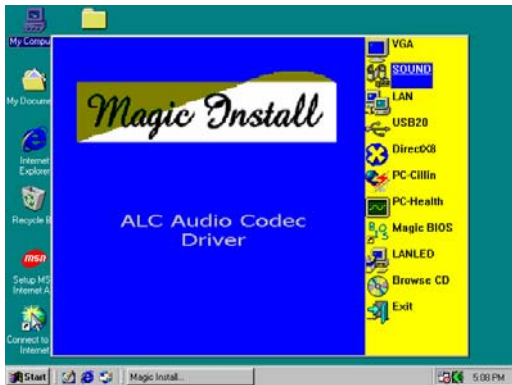 My Compu
My Docume
Internet
Explorer
Recycle B
msn
Setup MS
Internet A
Connect to
Internet
Magic Install
ALC Audio Codec
Driver
VGA
SOUND
LAN
USB20
DirectX8
PC-Cillin
PC-Health
Magic BIOS
LANLED
Browse CD
Exit
Start
Magic Install...
5:08 PM